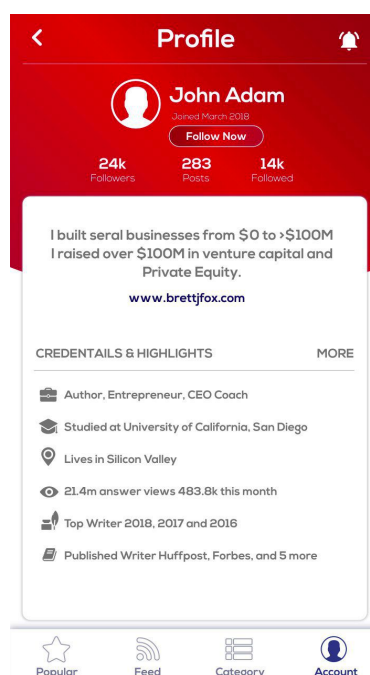 Profile
John Adam
Joined March 2018
Follow Now
24k 283 14k
Followers Posts Followed
I built seral businesses from $0 to >$100M
I raised over $100M in venture capital and
Private Equity.
www.brettjfox.com
CREDENTAILS & HIGHLIGHTS MORE
Author, Entrepreneur, CEO Coach
Studied at University of California, San Diego
Lives in Silicon Valley
21.4m answer views 483.8k this month
Top Writer 2018, 2017 and 2016
Published Writer Huffpost, Forbes, and 5 more
Popular Feed Category Account